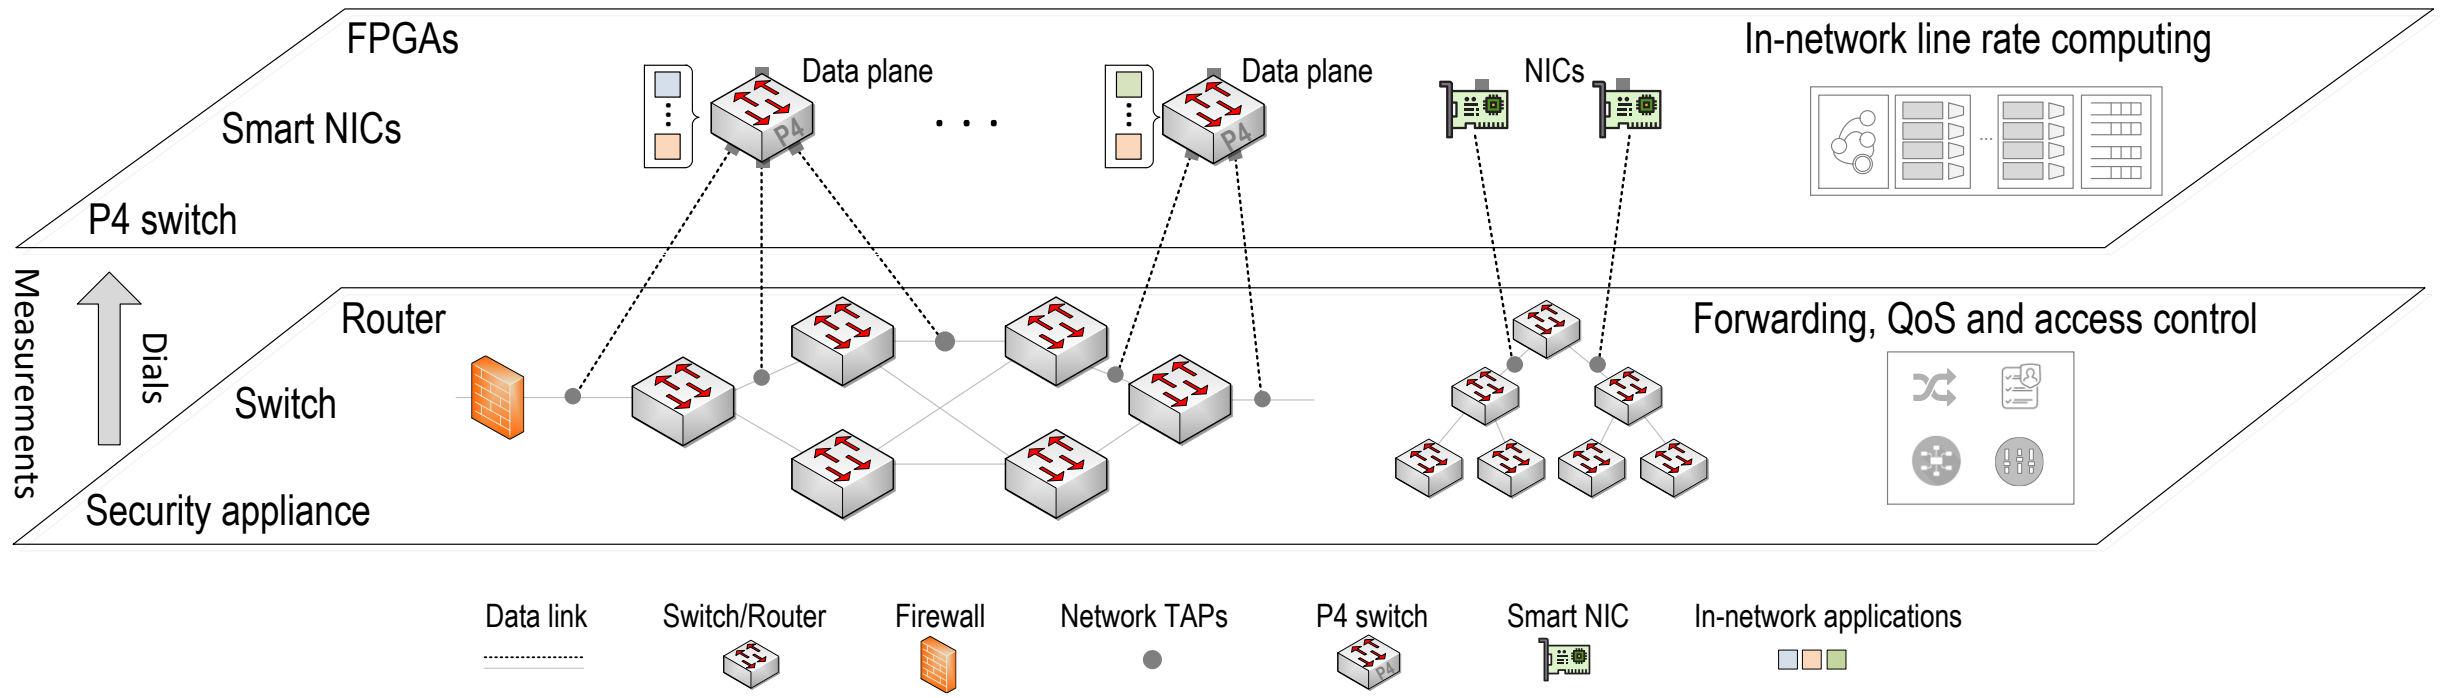 FPGAs
In-network line rate computing
Data plane
Data plane
NICs
Smart NICs
P4
. . .
P4
...
P4 switch
Measurements
Dials
Router
Forwarding, QoS and access control
Switch
Security appliance
Data link
Switch/Router
Firewall
Network TAPs
P4 switch
Smart NIC
In-network applications
P4